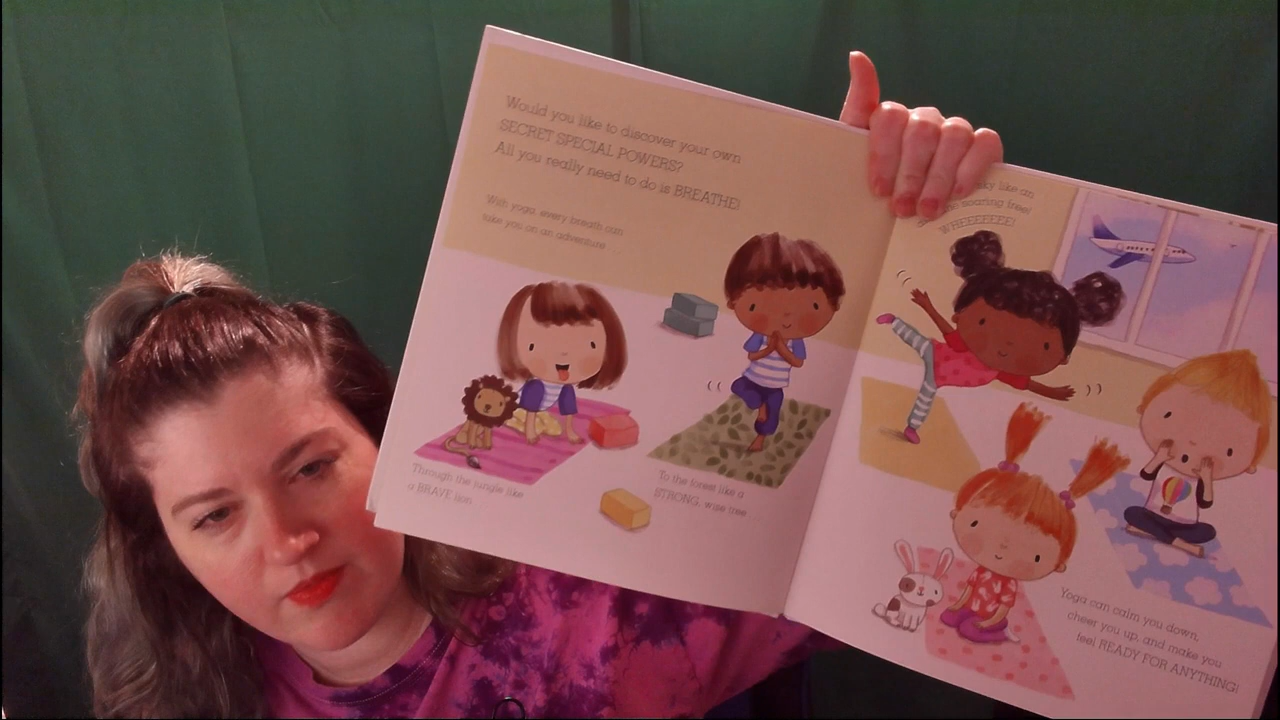 Would you like to discover your own
SECRET SPECIAL POWERS?
All you really need to do is BREATHE!
With yoga, every breath can
take you on an adventure
Through the jungle like
a BRAVE lion
To the forest like a
STRONG, wise tree ...
like an
soaring free!
WHEEEEEEE!
Yoga can calm you down,
cheer you up, and make you
feel READY FOR ANYTHING!